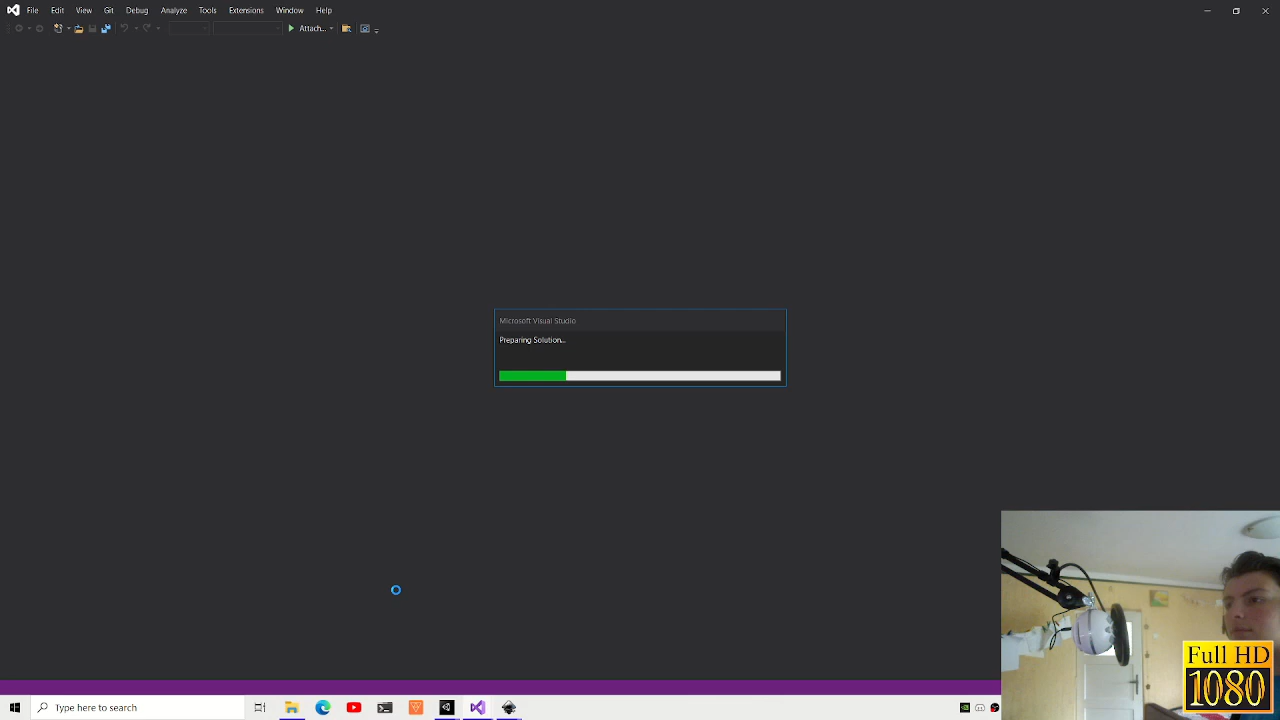 File Edit View Git Debug Analyze Tools Extensions Window Help
Attach...
Microsoft Visual Studio
Preparing Solution...
Type here to search
Full HD
1080